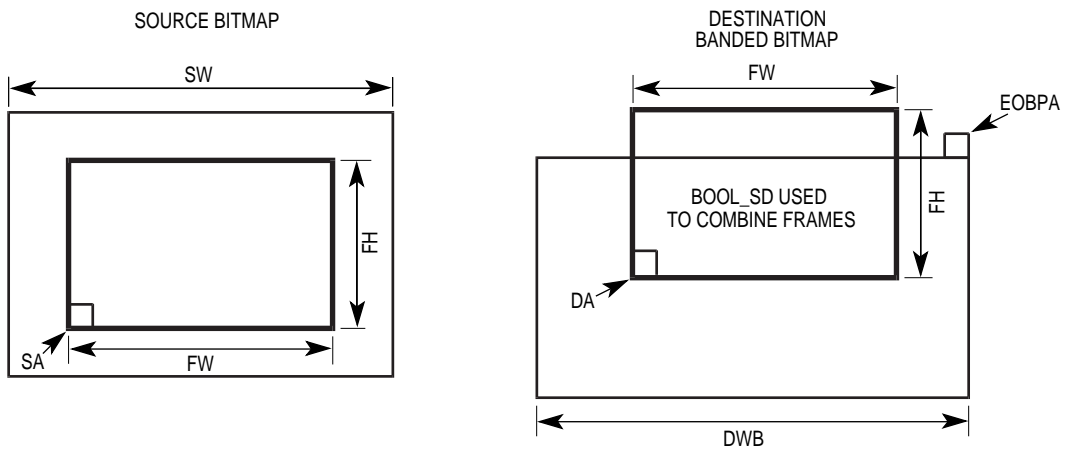 SOURCE BITMAP
SW
FH
SA
FW
DESTINATION
BANDED BITMAP
FW
EOBPA
BOOL_SD USED
TO COMBINE FRAMES
FH
DA
DWB